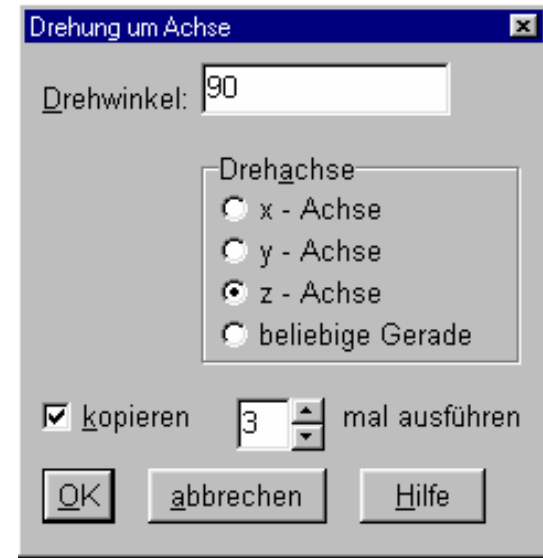 Drehung um Achse
Drehwinkel: 90
Drehachse
x - Achse
y - Achse
z - Achse
beliebige Gerade
kopieren 3 mal ausführen
OK abbrechen Hilfe